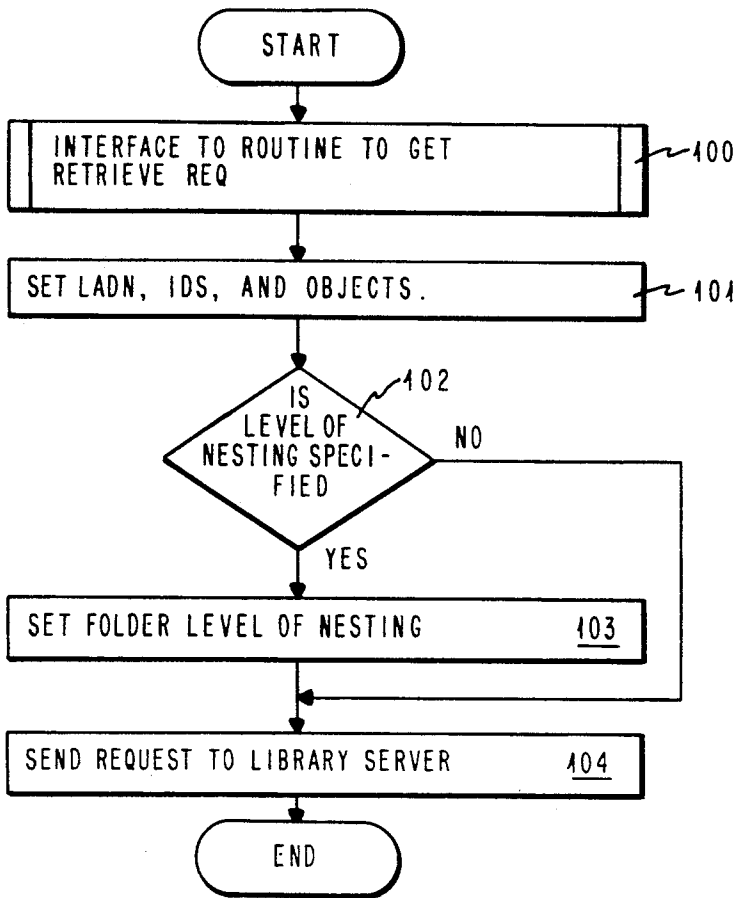 START
INTERFACE TO ROUTINE TO GET
RETRIEVE REQ
100
SET LADN, IDS, AND OBJECTS.
101
102
IS
LEVEL OF
NESTING SPECI-
FIED
NO
YES
SET FOLDER LEVEL OF NESTING 103
SEND REQUEST TO LIBRARY SERVER 104
END